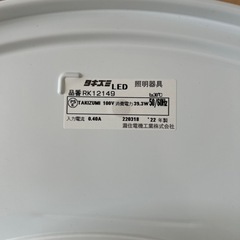 タキズミ LED 照明器具
品番 RK12149 ta30℃
TAKIZUMI 100V 消費電力 29.2W 50/60Hz
入力電流 0.40A 220318 '22 年製
瀧住電機工業株式会社